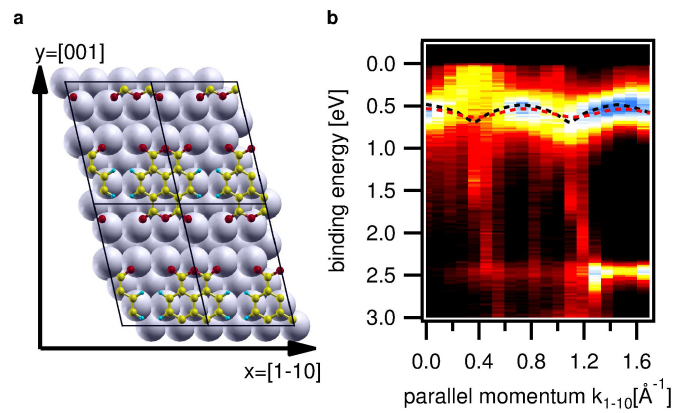 a
b
y=[001]
x=[1-10]
binding energy [eV]
0.0
0.5
1.0
1.5
2.0
2.5
3.0
0.0 0.4 0.8 1.2 1.6
parallel momentum k1-10[Å-1]